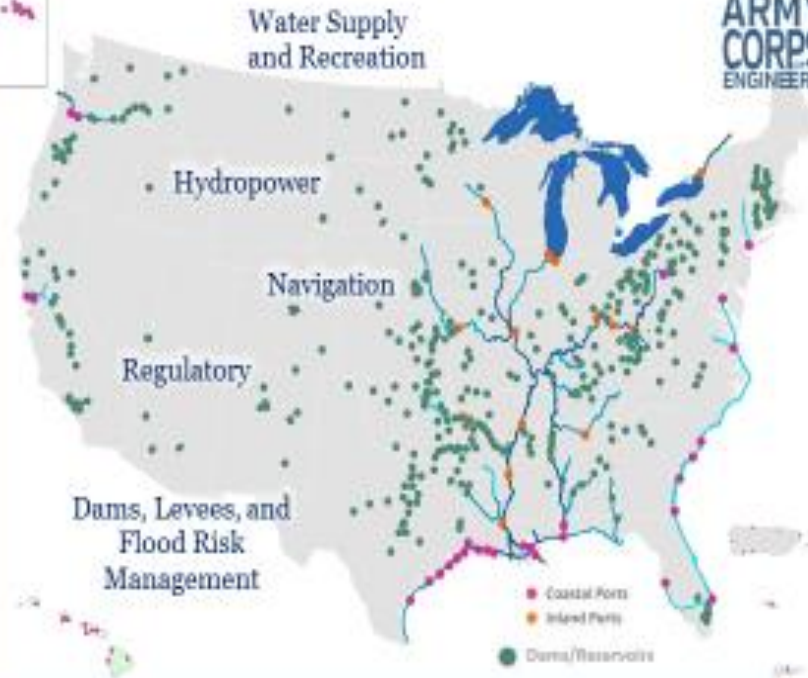 Water Supply
and Recreation
ARMY
CORPS
ENGINEER
Hydropower
Navigation
Regulatory
Dams, Levees, and
Flood Risk
Management
Coastal Ports
Inland Ports
Dams/Reservoirs